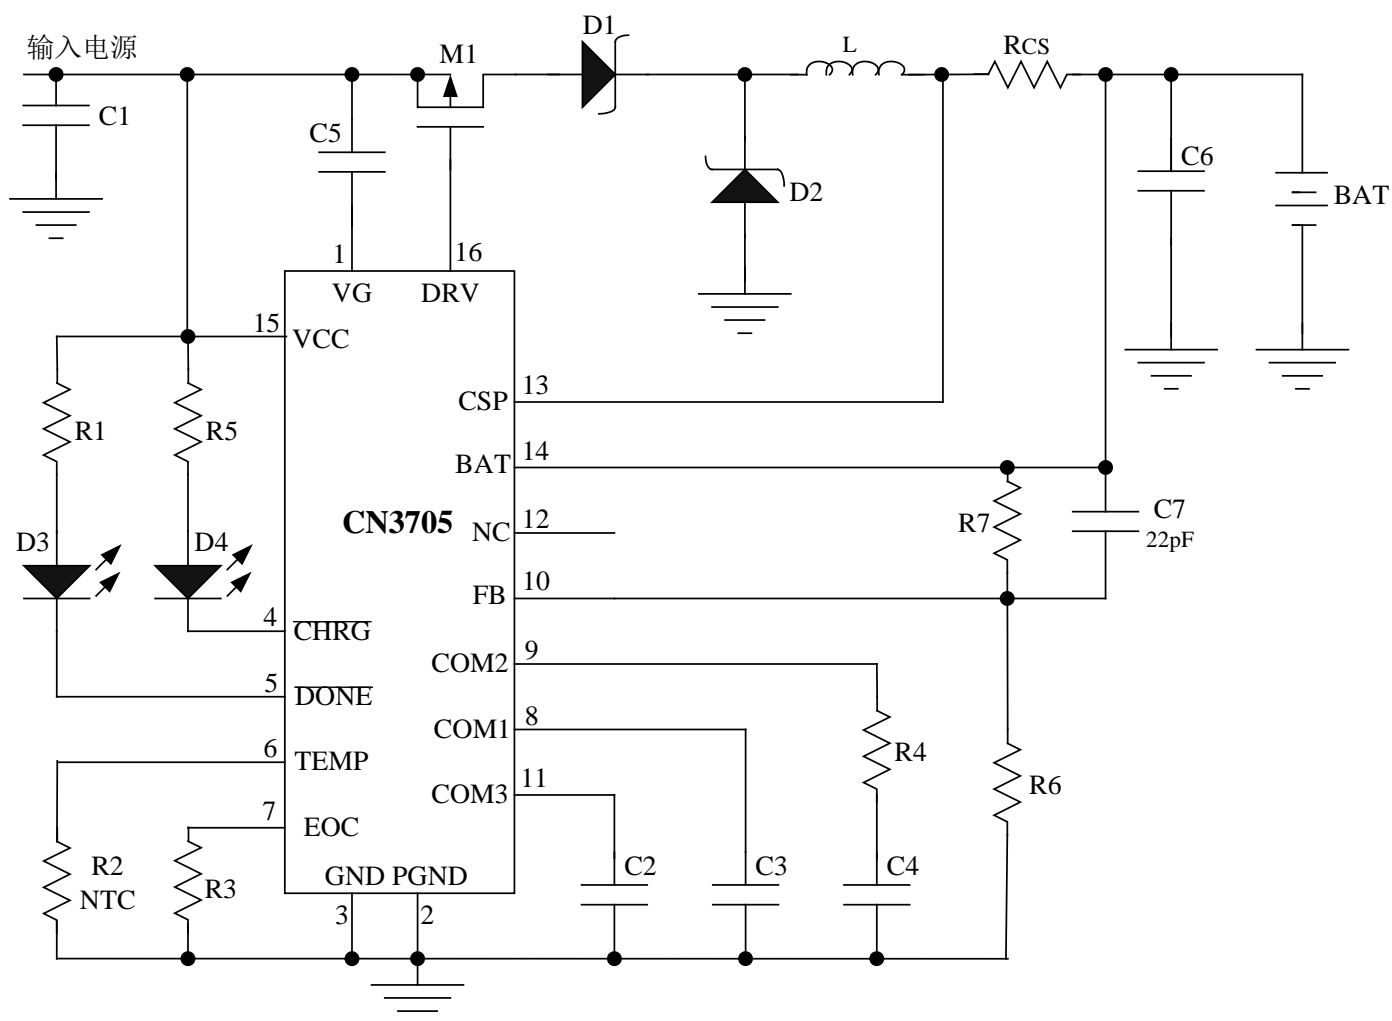 输入电源
M1
D1
L
RCS
C1
C5
D2
C6
BAT
1
16
VG
DRV
15
VCC
13
CSP
R1
R5
14
BAT
CN3705
12
NC
R7
C7
22pF
D3
D4
10
FB
4
CHRG
9
COM2
5
DONE
8
COM1
R4
6
TEMP
11
COM3
R6
7
EOC
R2
NTC
R3
GND
PGND
C2
C3
C4
3
2